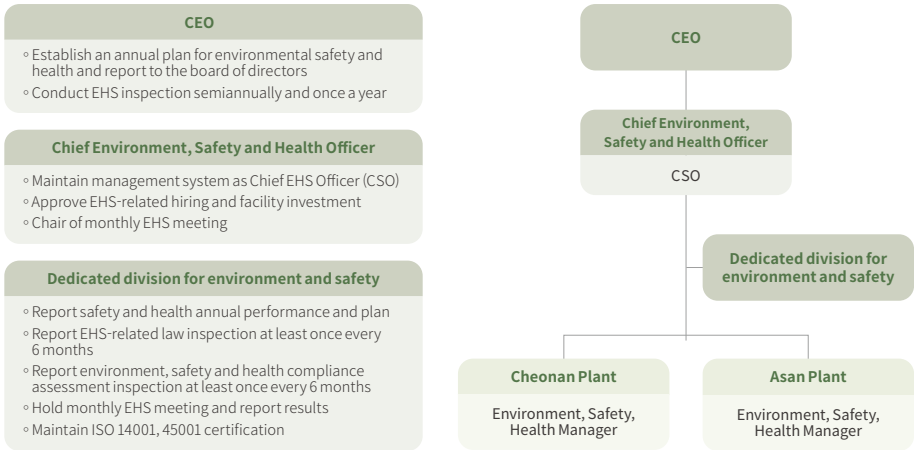 CEO
◦ Establish an annual plan for environmental safety and
health and report to the board of directors
◦ Conduct EHS inspection semiannually and once a year
Chief Environment, Safety and Health Officer
◦ Maintain management system as Chief EHS Officer (CSO)
◦ Approve EHS-related hiring and facility investment
◦ Chair of monthly EHS meeting
Dedicated division for environment and safety
◦ Report safety and health annual performance and plan
◦ Report EHS-related law inspection at least once every
6 months
◦ Report environment, safety and health compliance
assessment inspection at least once every 6 months
◦ Hold monthly EHS meeting and report results
◦ Maintain ISO 14001, 45001 certification
CEO
Chief Environment,
Safety and Health Officer
CSO
Dedicated division for
environment and safety
Cheonan Plant
Environment, Safety,
Health Manager
Asan Plant
Environment, Safety,
Health Manager